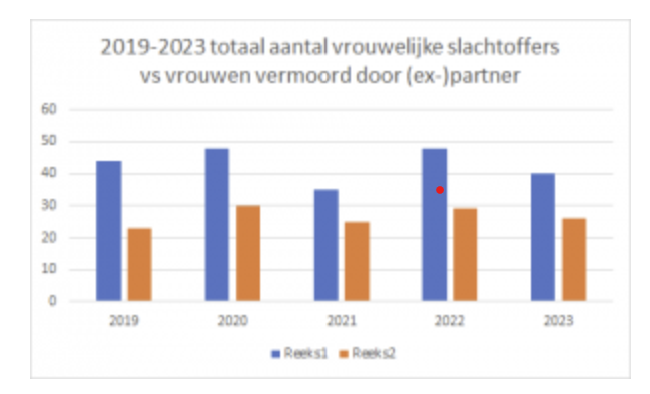 2019-2023 totaal aantal vrouwelijke slachtoffers
vs vrouwen vermoord door (ex-)partner
60
50
40
30
20
10
0
2019 2020 2021 2022 2023
Reeks1 Reeks2